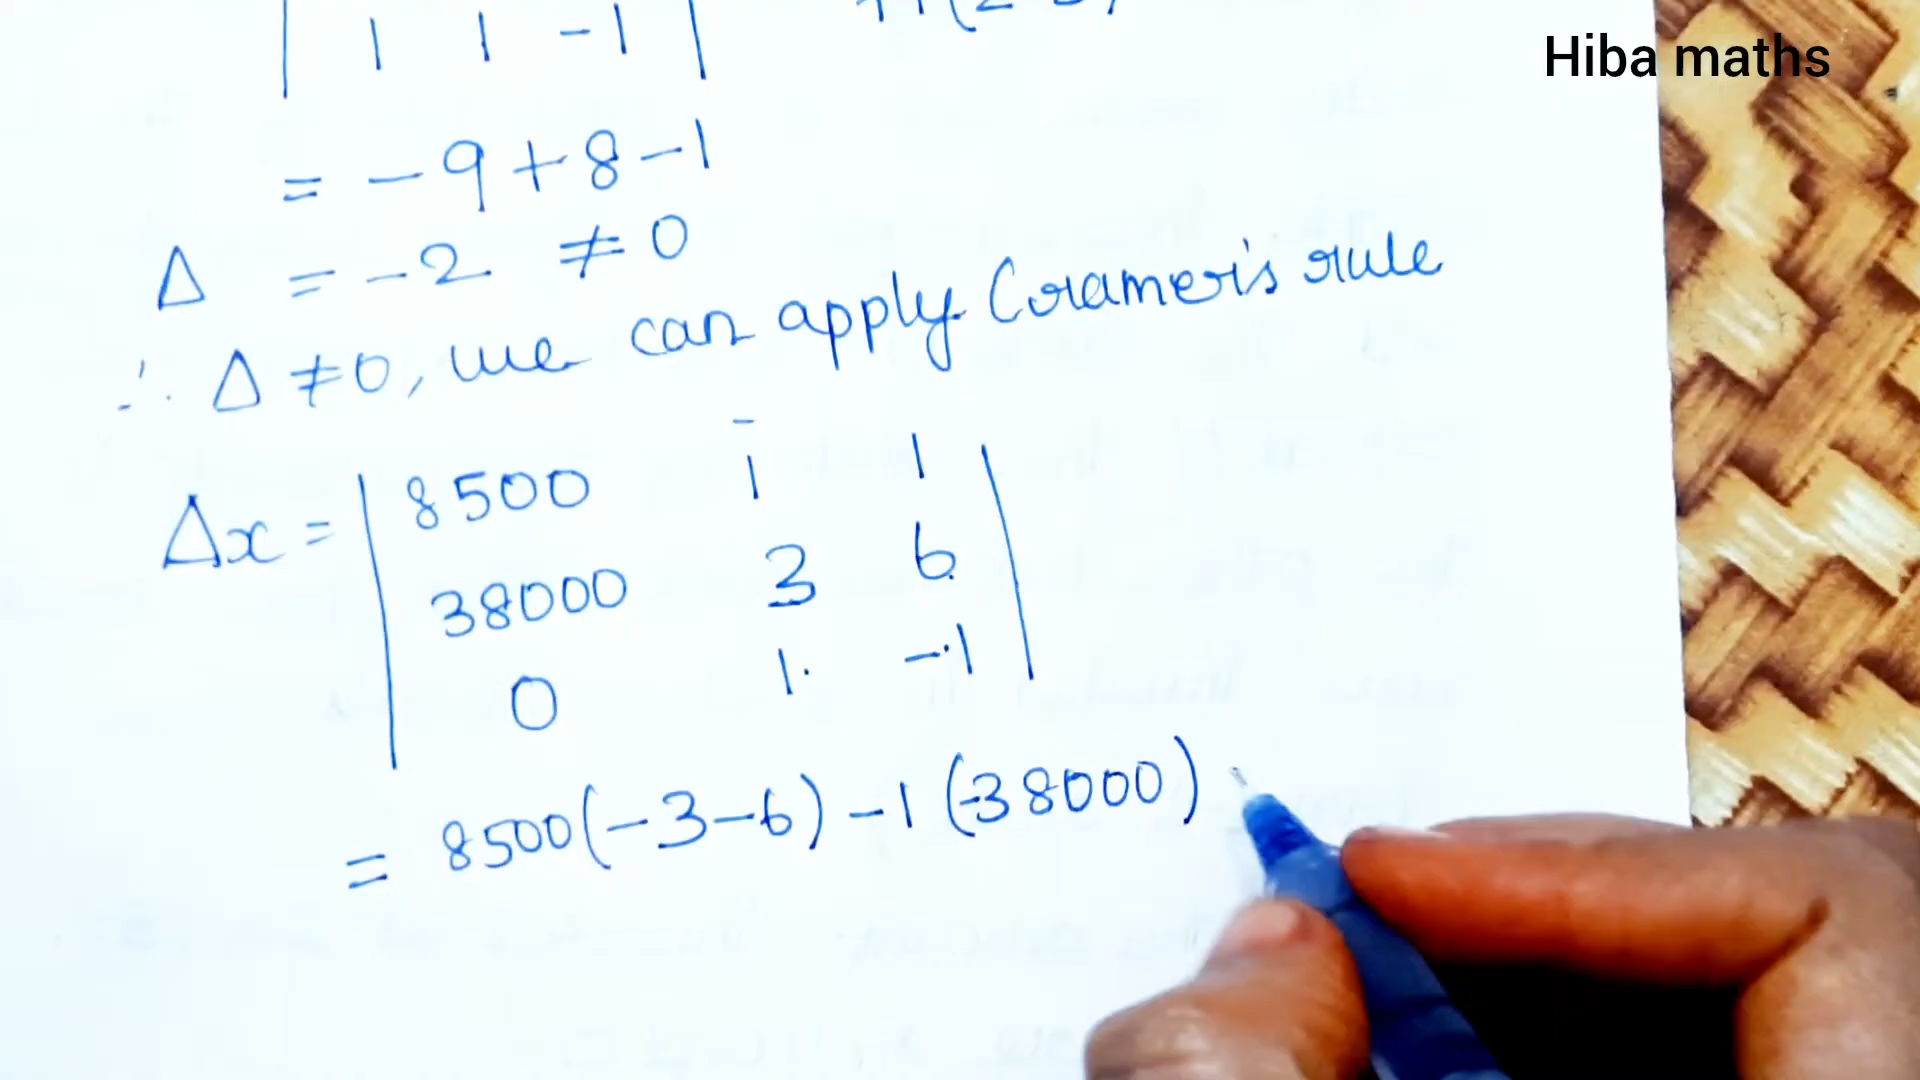 Hiba maths
| 1 1 -1 |
= -9+8-1
Δ = -2 ≠ 0
∴ Δ ≠ 0, we can apply Cramer's rule
Δx = | 8500 1 1 |
| 38000 3 6 |
| 0 1 -1 |
= 8500(-3-6) -1 (-38000)